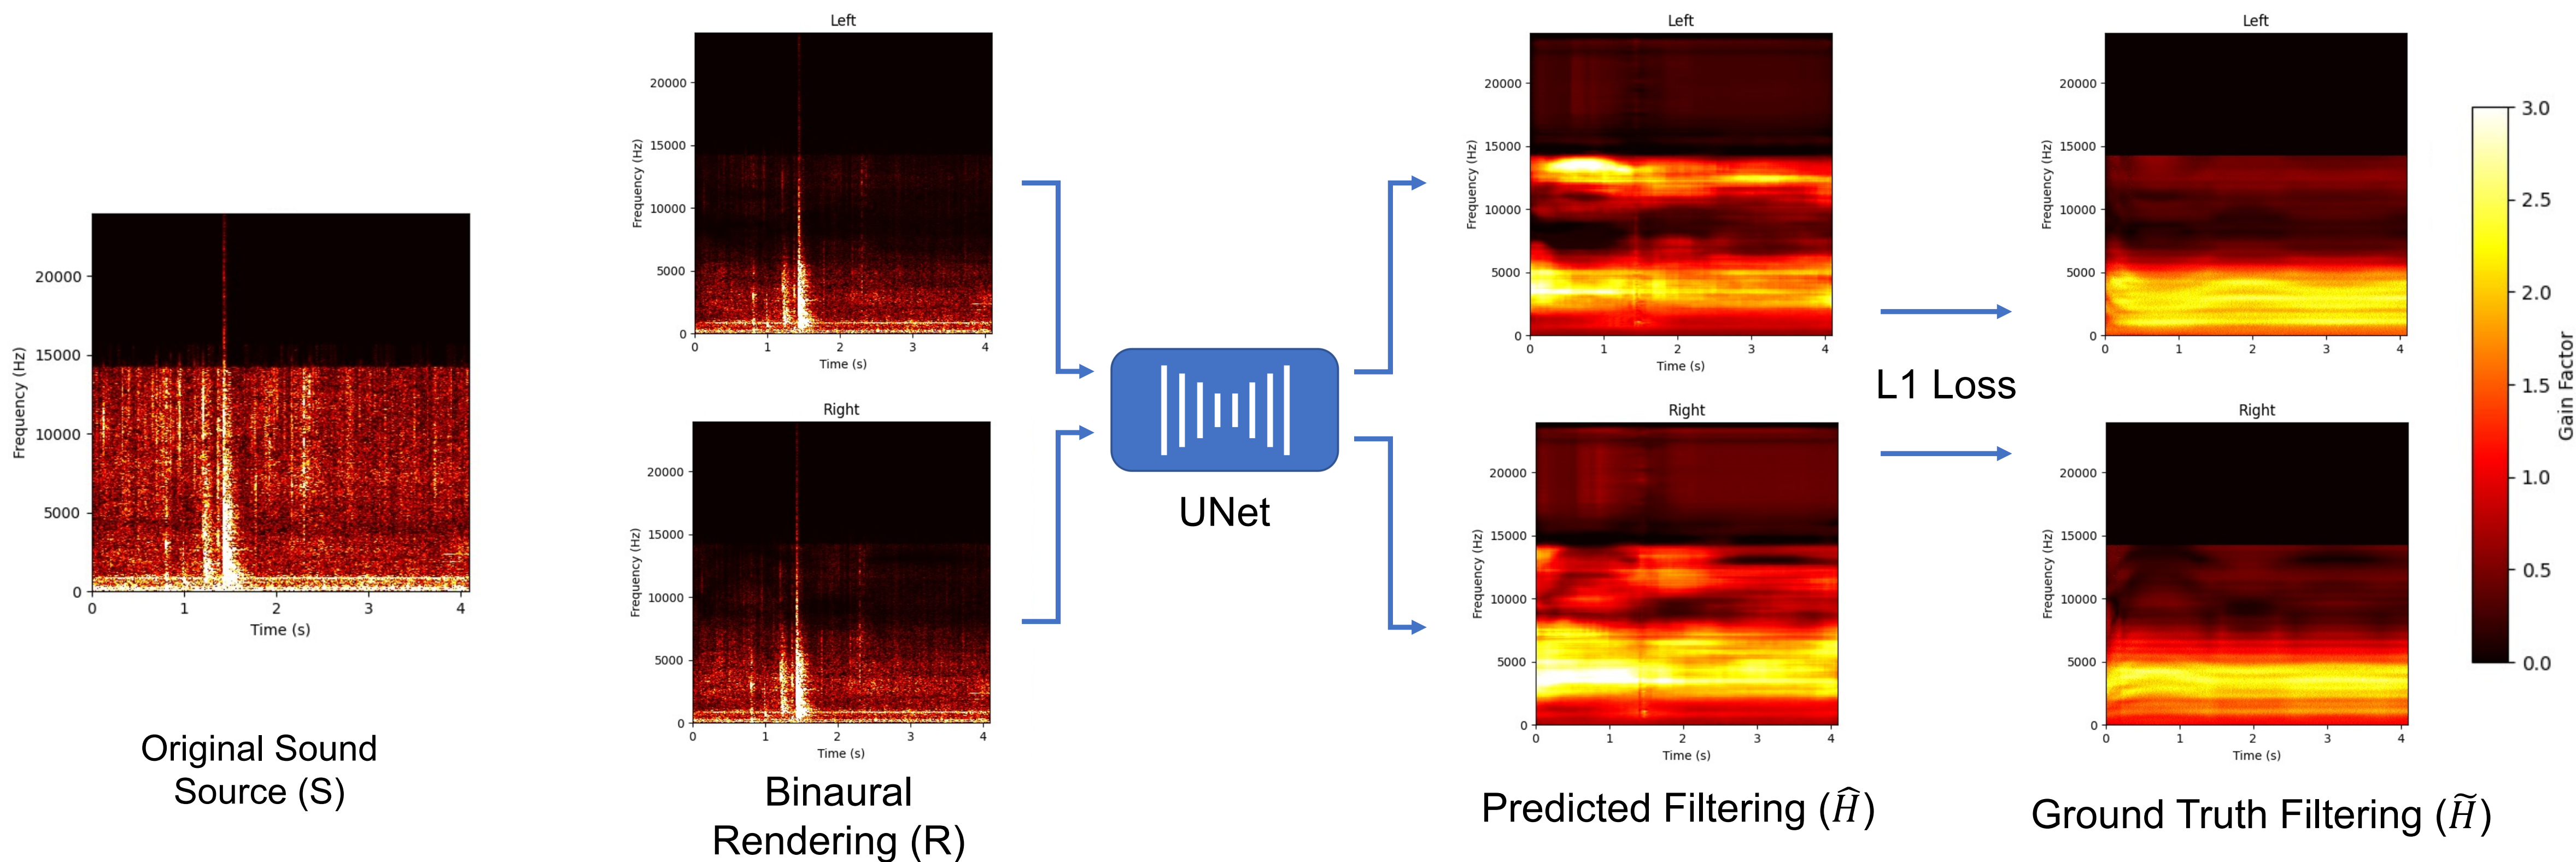 Frequency (Hz)
20000
15000
10000
5000
0
0 1 2 3 4
Time (s)
Original Sound
Source (S)
Left
Frequency (Hz)
20000
15000
10000
5000
0
0 1 2 3 4
Time (s)
Right
Frequency (Hz)
20000
15000
10000
5000
0
0 1 2 3 4
Time (s)
Binaural
Rendering (R)
UNet
Left
Frequency (Hz)
20000
15000
10000
5000
0
0 1 2 3 4
Time (s)
Right
Frequency (Hz)
20000
15000
10000
5000
0
0 1 2 3 4
Time (s)
Predicted Filtering (Ĥ)
L1 Loss
Left
Frequency (Hz)
20000
15000
10000
5000
0
0 1 2 3 4
Time (s)
Right
Frequency (Hz)
20000
15000
10000
5000
0
0 1 2 3 4
Time (s)
Ground Truth Filtering (H̃)
3.0
2.5
2.0
1.5
1.0
0.5
0.0
Gain Factor